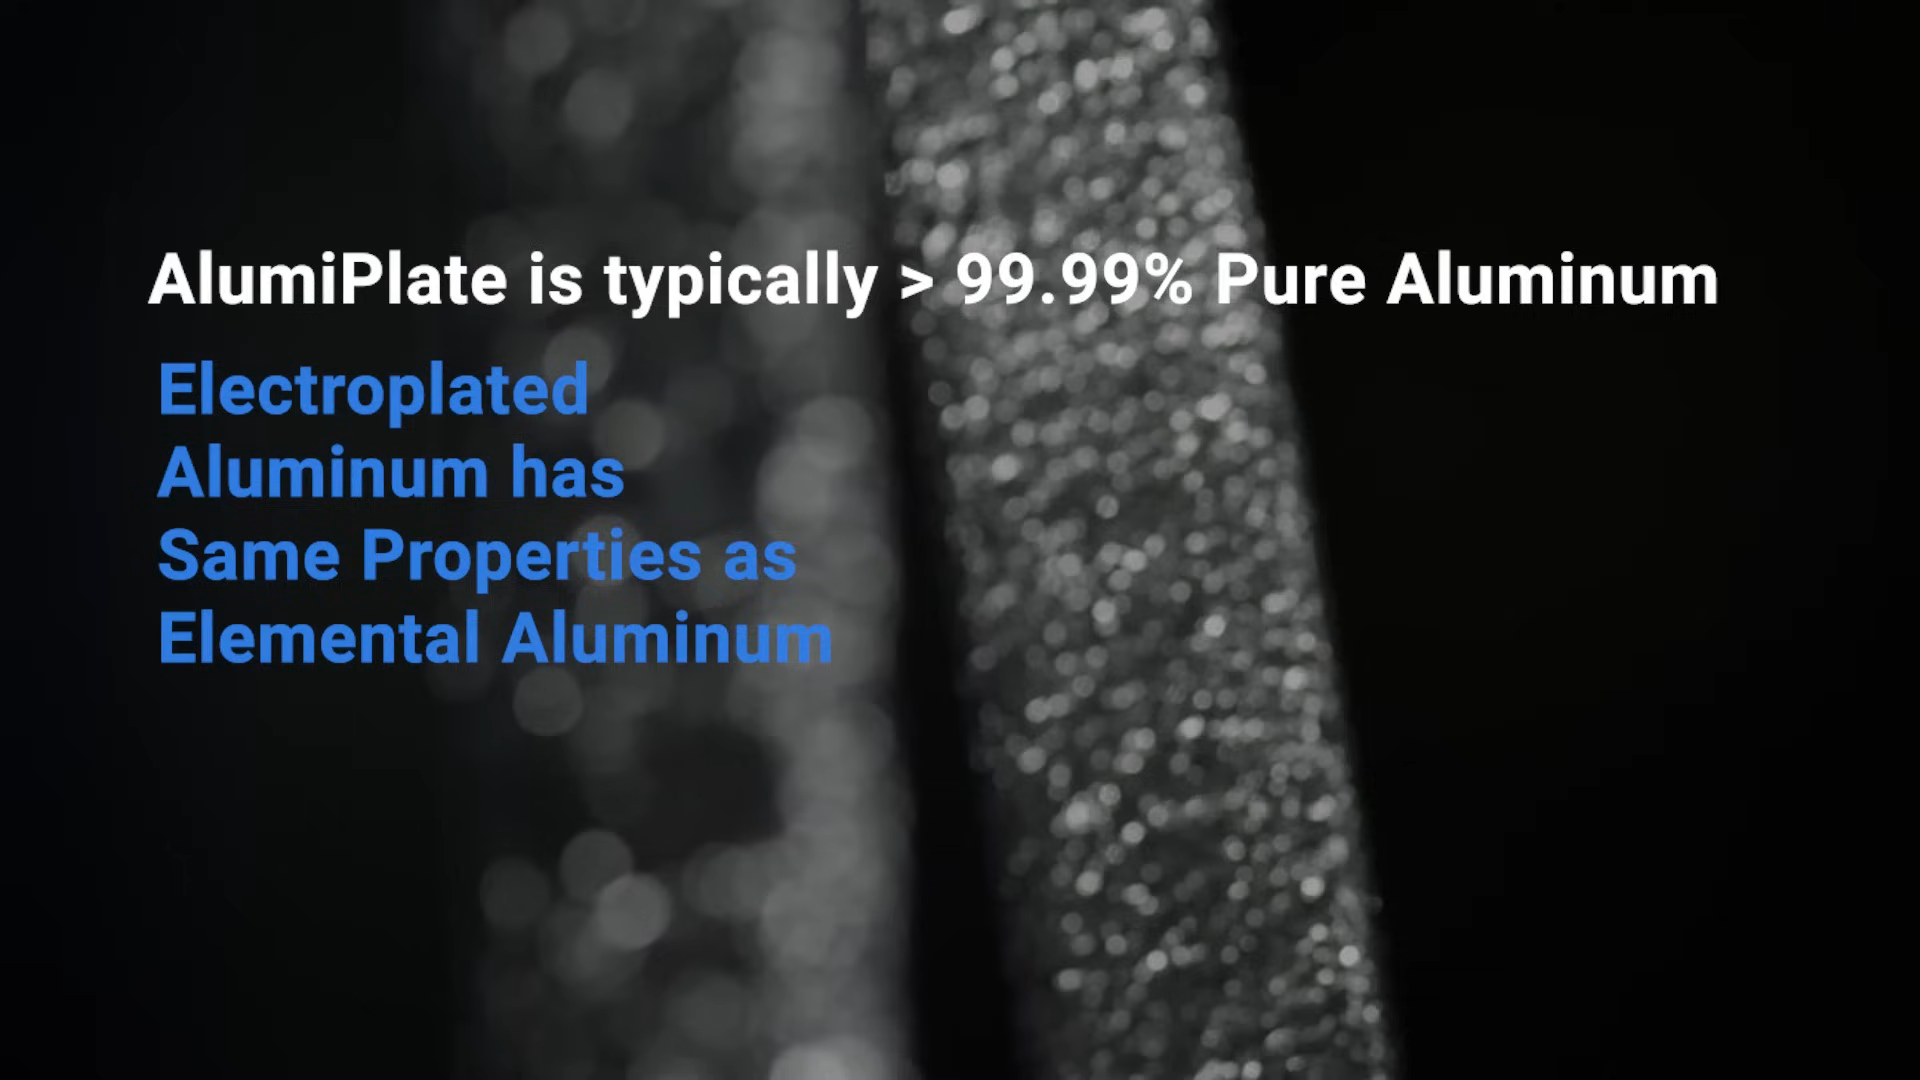 AlumiPlate is typically > 99.99% Pure Aluminum
Electroplated
Aluminum has
Same Properties as
Elemental Aluminum